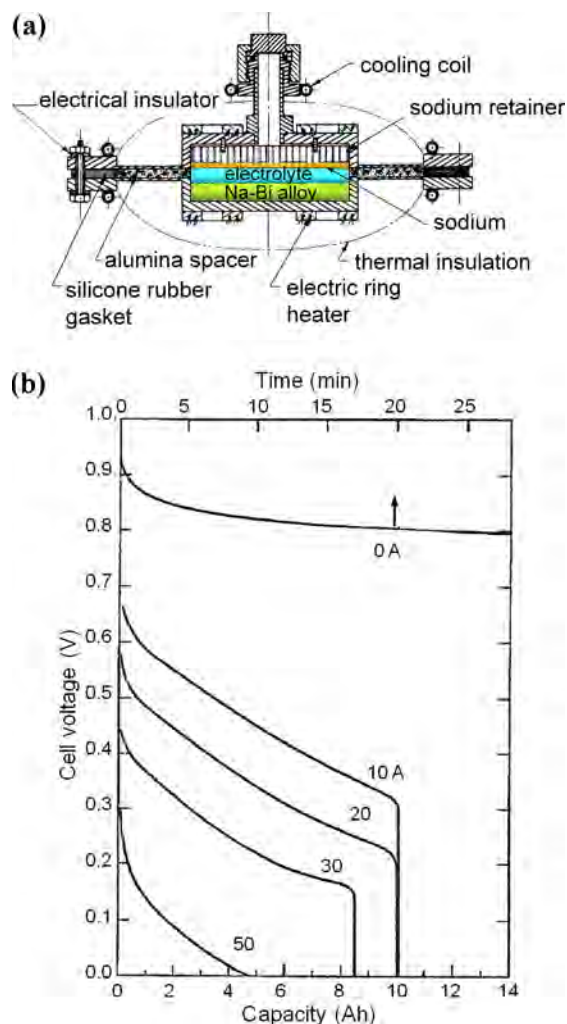 (a)
cooling coil
electrical insulator
sodium retainer
electrolyte
Na-Bi alloy
sodium
alumina spacer
thermal insulation
silicone rubber
gasket
electric ring
heater
(b)
Time (min)
0 5 10 15 20 25
1.0
0.9
0.8
0 A
0.7
0.6
0.5
0.4
0.3
0.2
0.1
0.0
Cell voltage (V)
10 A
20
30
50
0 2 4 6 8 10 12 14
Capacity (Ah)